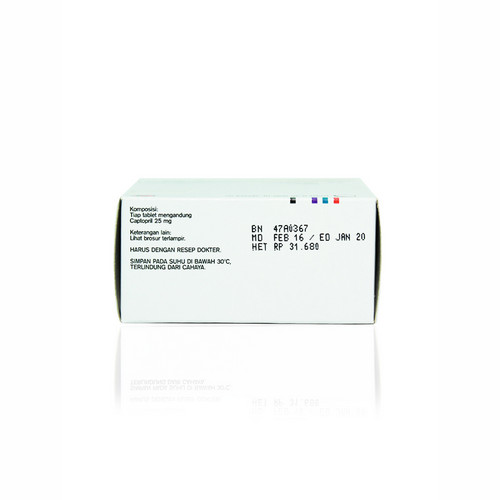 Komposisi:
Tiap tablet mengandung
Captopril 25 mg
Keterangan lain:
Lihat brosur terlampir.
HARUS DENGAN RESEP DOKTER.
SIMPAN PADA SUHU DI BAWAH 30°C,
TERLINDUNG DARI CAHAYA.
BN 47A0367
MD FEB 16 / ED JAN 20
HET RP 31.680